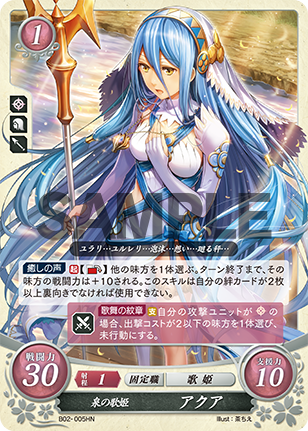 1
ユラリ…ユルレリ…泡沫…想い…廻る秤…
SAMPLE
癒しの声 起 [ ] 他の味方を1体選ぶ。ターン終了まで、その
味方の戦闘力は+10される。このスキルは自分の絆カードが2枚
以上裏向きでなければ使用できない。
歌舞の紋章 支 自分の攻撃ユニットが
の場合、出撃コストが2以下の味方を1体選び、
未行動にする。
戦闘力
30
射程 1 固定職 歌姫
支援力
10
泉の歌姫 アクア
B02-005HN Illust:茶ちえ